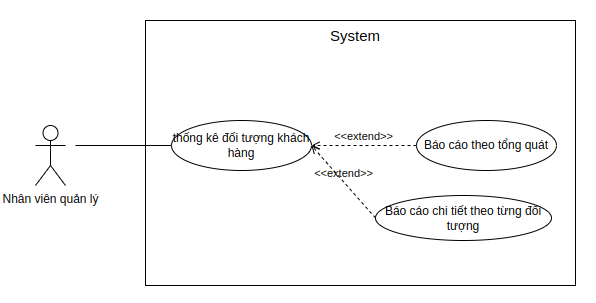 System
thống kê đối tượng khách
hàng
<<extend>>
Báo cáo theo tổng quát
<<extend>>
Báo cáo chi tiết theo từng đối
tượng
Nhân viên quản lý